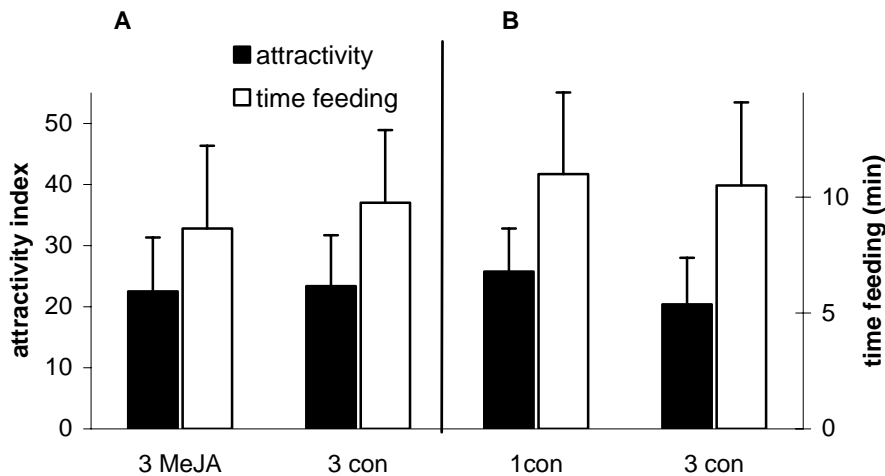 A
B
attractivity
time feeding
attractivity index
50
40
30
20
10
0
3 MeJA
3 con
1con
3 con
10
5
0
time feeding (min)